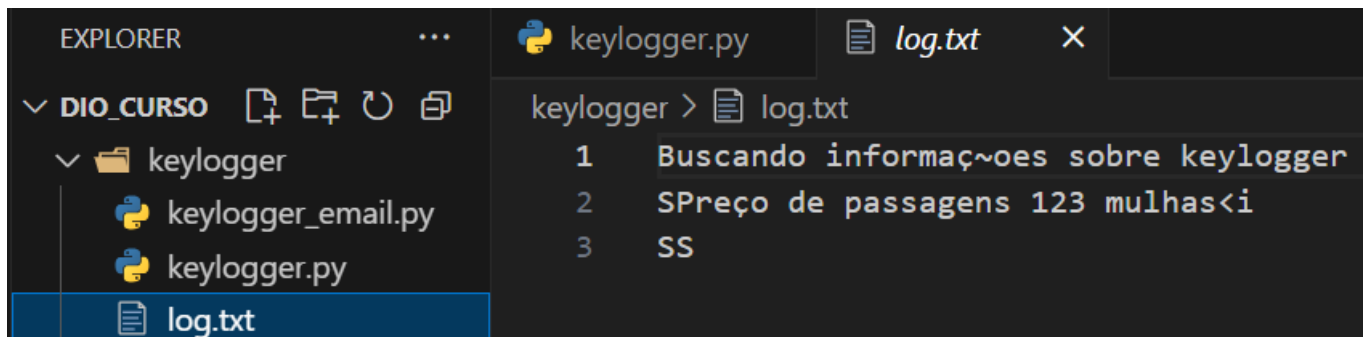 EXPLORER ...
DIO_CURSO
keylogger
keylogger_email.py
keylogger.py
log.txt
keylogger.py log.txt
keylogger > log.txt
1 Buscando informaç~oes sobre keylogger
2 SPreço de passagens 123 mulhas<i
3 SS